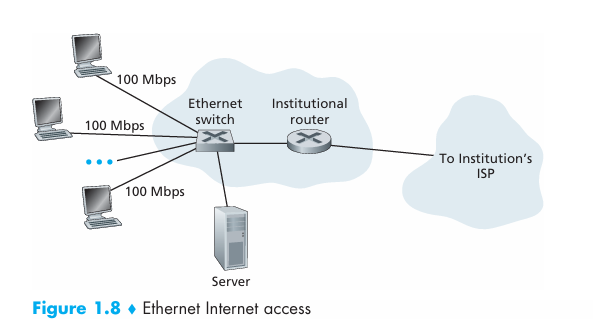 100 Mbps
Ethernet
switch
Institutional
router
100 Mbps
To Institution's
ISP
100 Mbps
Server
Figure 1.8 ♦ Ethernet Internet access